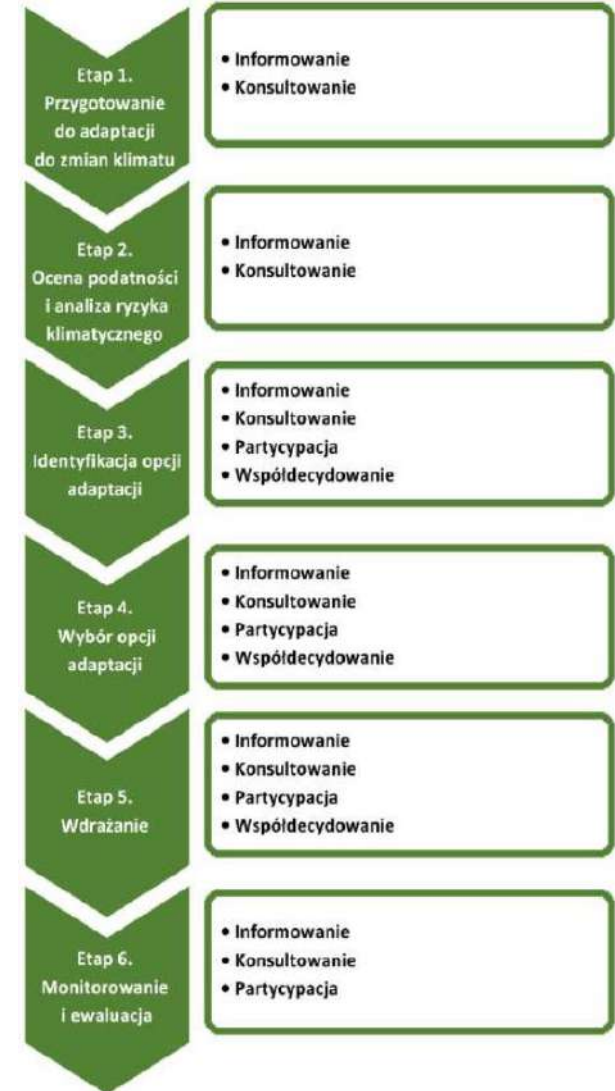 Etap 1.
Przygotowanie
do adaptacji
do zmian klimatu
• Informowanie
• Konsultowanie
Etap 2.
Ocena podatności
i analiza ryzyka
klimatycznego
• Informowanie
• Konsultowanie
Etap 3.
Identyfikacja opcji
adaptacji
• Informowanie
• Konsultowanie
• Partycypacja
• Współdecydowanie
Etap 4.
Wybór opcji
adaptacji
• Informowanie
• Konsultowanie
• Partycypacja
• Współdecydowanie
Etap 5.
Wdrażanie
• Informowanie
• Konsultowanie
• Partycypacja
• Współdecydowanie
Etap 6.
Monitorowanie
i ewaluacja
• Informowanie
• Konsultowanie
• Partycypacja